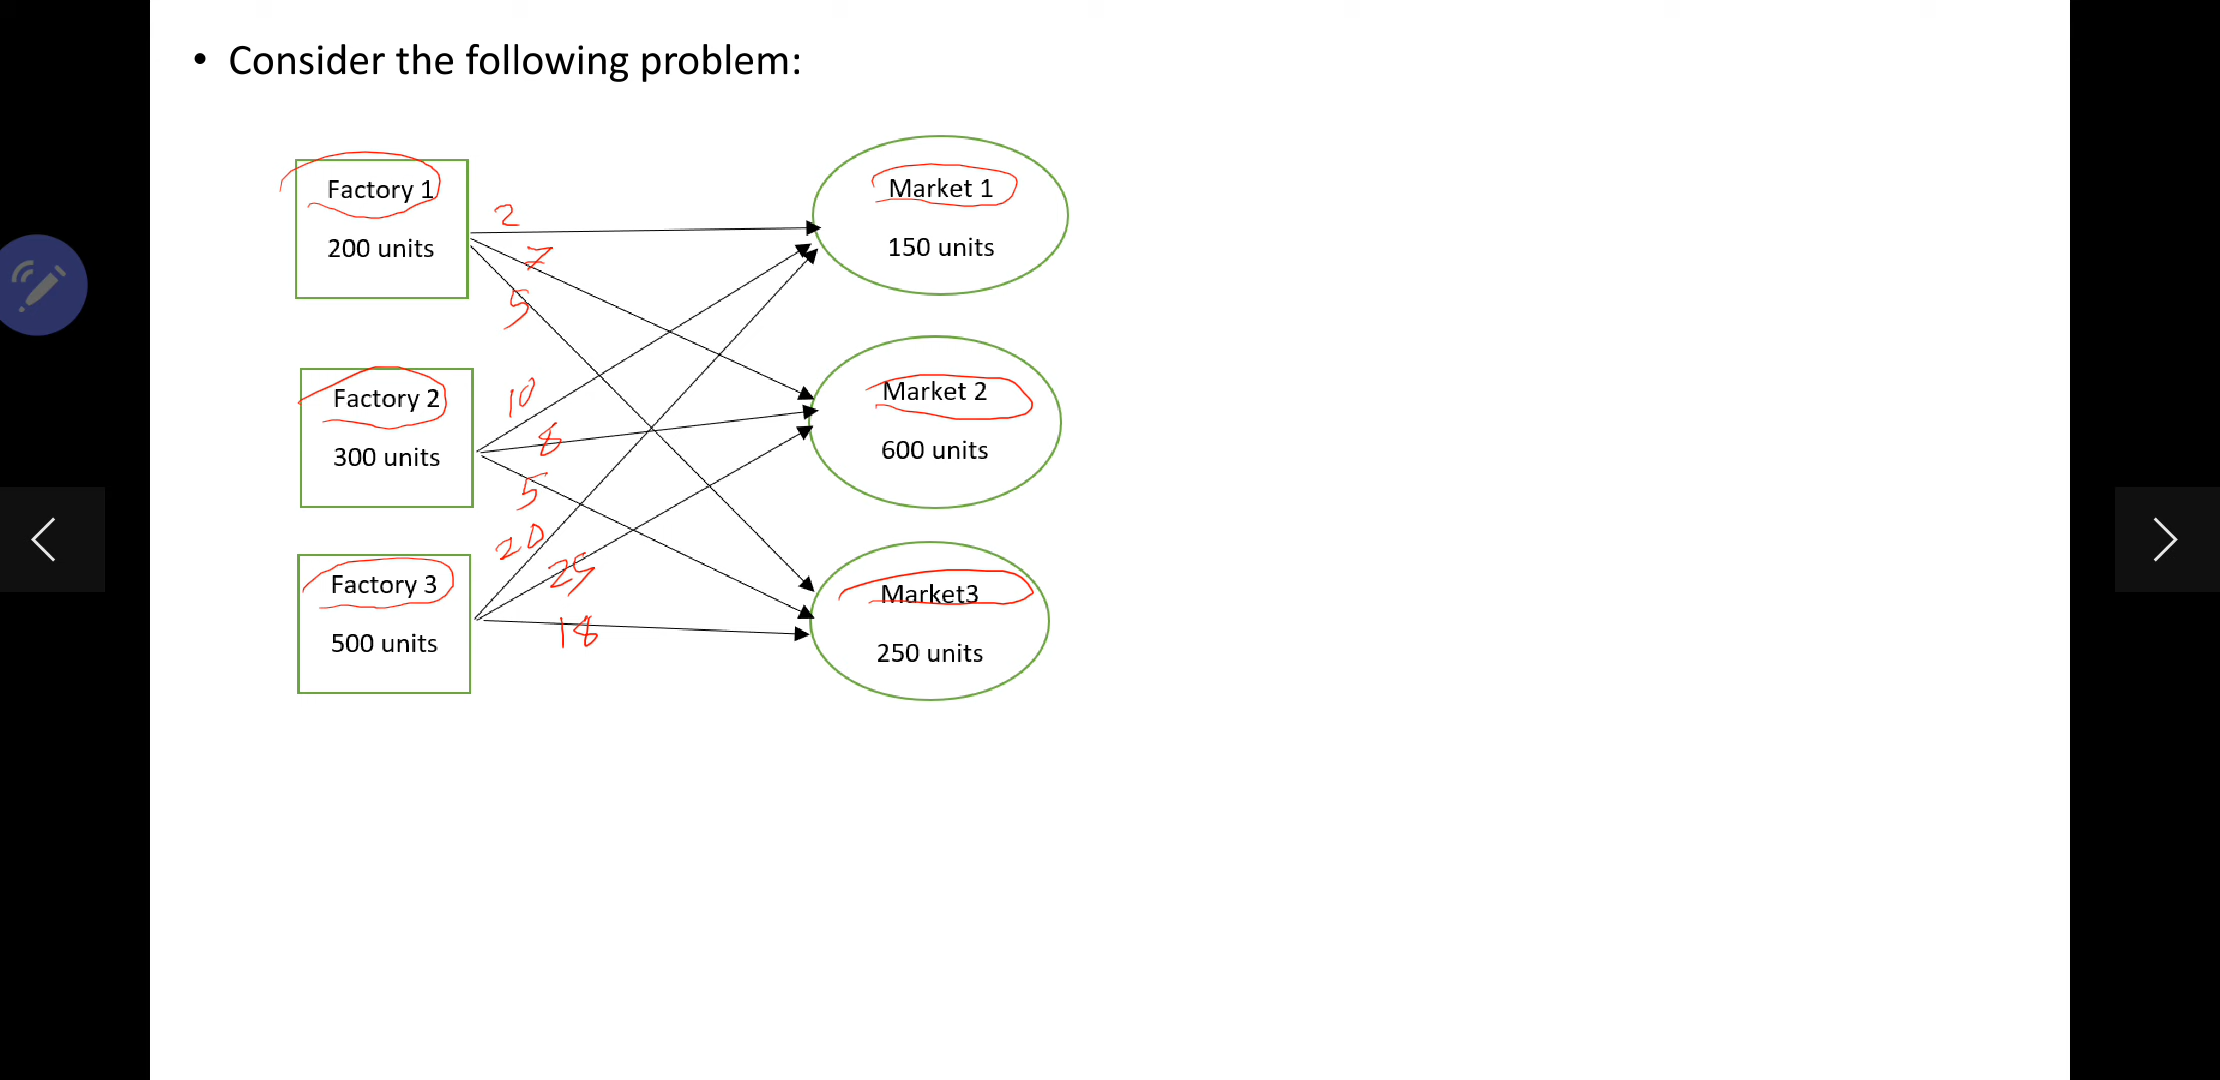 • Consider the following problem:
Factory 1
200 units
Market 1
150 units
2
7
5
Factory 2
300 units
Market 2
600 units
10
8
5
Factory 3
500 units
Market3
250 units
20
25
18